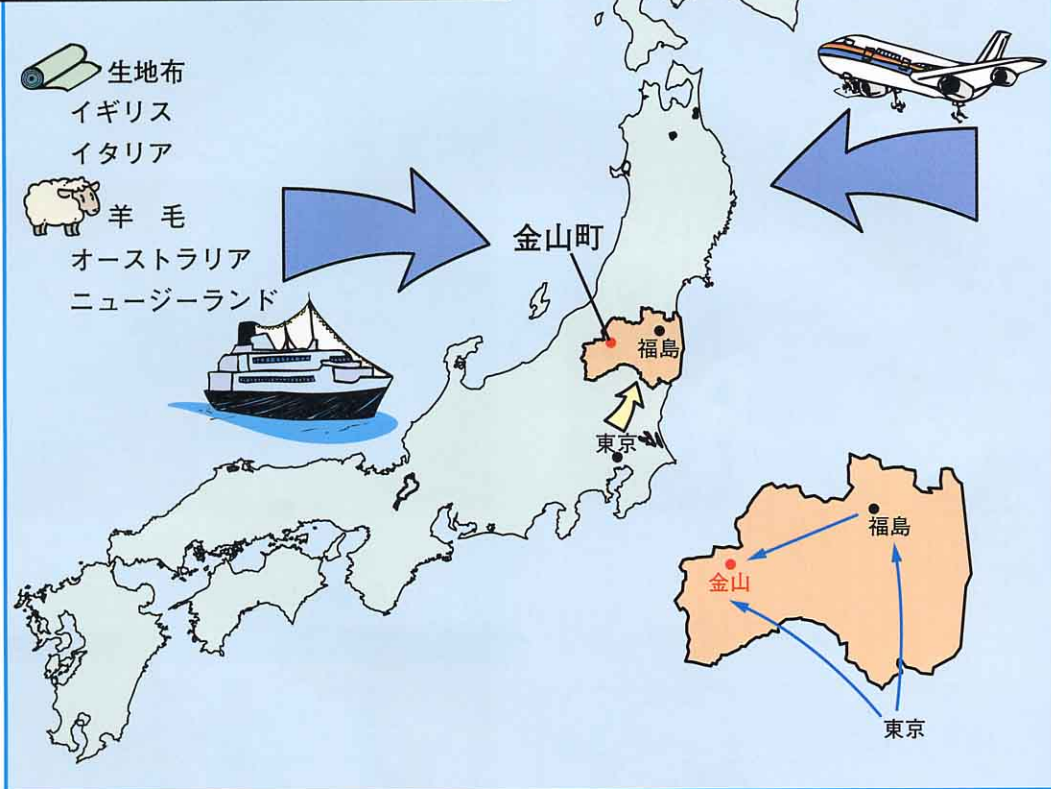 生地布
イギリス
イタリア
羊 毛
オーストラリア
ニュージーランド
金山町
福島
東京
福島
金山
東京